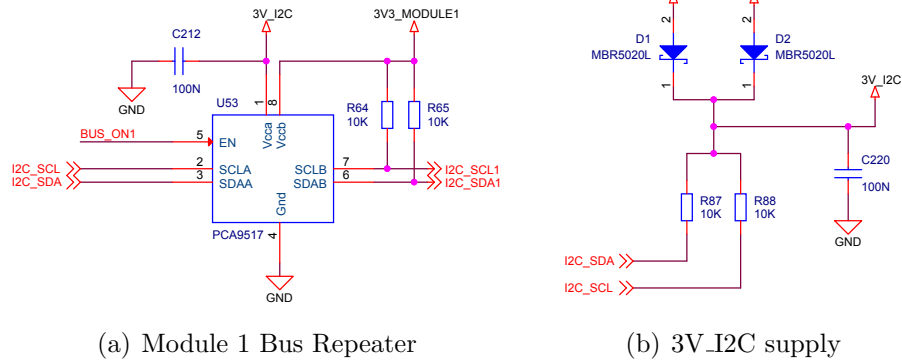 3V_I2C
3V3_MODULE1
C212
100N
GND
U53
1
8
Vcca
Vccb
R64
10K
R65
10K
BUS_ON1
5
EN
I2C_SCL
2
SCLA
SCLB
7
I2C_SCL1
I2C_SDA
3
SDAA
SDAB
6
I2C_SDA1
Gnd
PCA9517
4
GND
(a) Module 1 Bus Repeater
2
2
D1
MBR5020L
D2
MBR5020L
1
1
3V_I2C
C220
100N
R87
10K
R88
10K
GND
I2C_SDA
I2C_SCL
(b) 3V_I2C supply